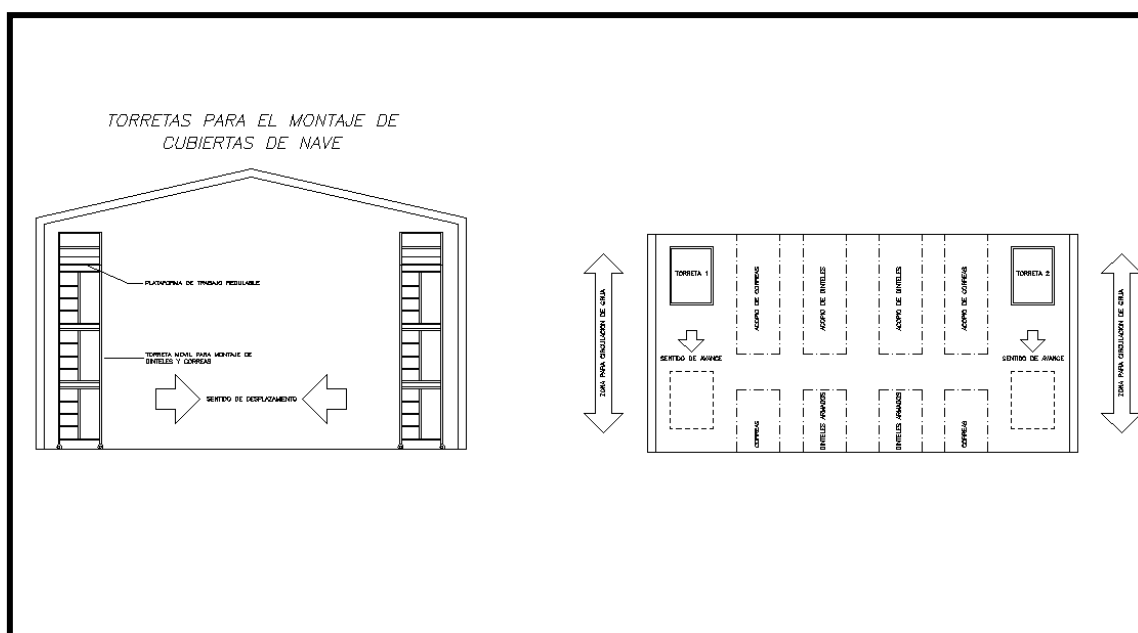 TORRETAS PARA EL MONTAJE DE
CUBIERTAS DE NAVE
PLATAFORMA DE TRABAJO REGULABLE
TORRETA MOVIL PARA MONTAJE DE
DINTELES Y CORREAS
SENTIDO DE DESPLAZAMIENTO
ZONA PARA CIRCULACION DE GRUA
TORRETA 1
ACOPIO DE CORREAS
ACOPIO DE DINTELES
ACOPIO DE DINTELES
ACOPIO DE CORREAS
TORRETA 2
ZONA PARA CIRCULACION DE GRUA
SENTIDO DE AVANCE
SENTIDO DE AVANCE
CORREAS
DINTELES ARMADOS
DINTELES ARMADOS
CORREAS